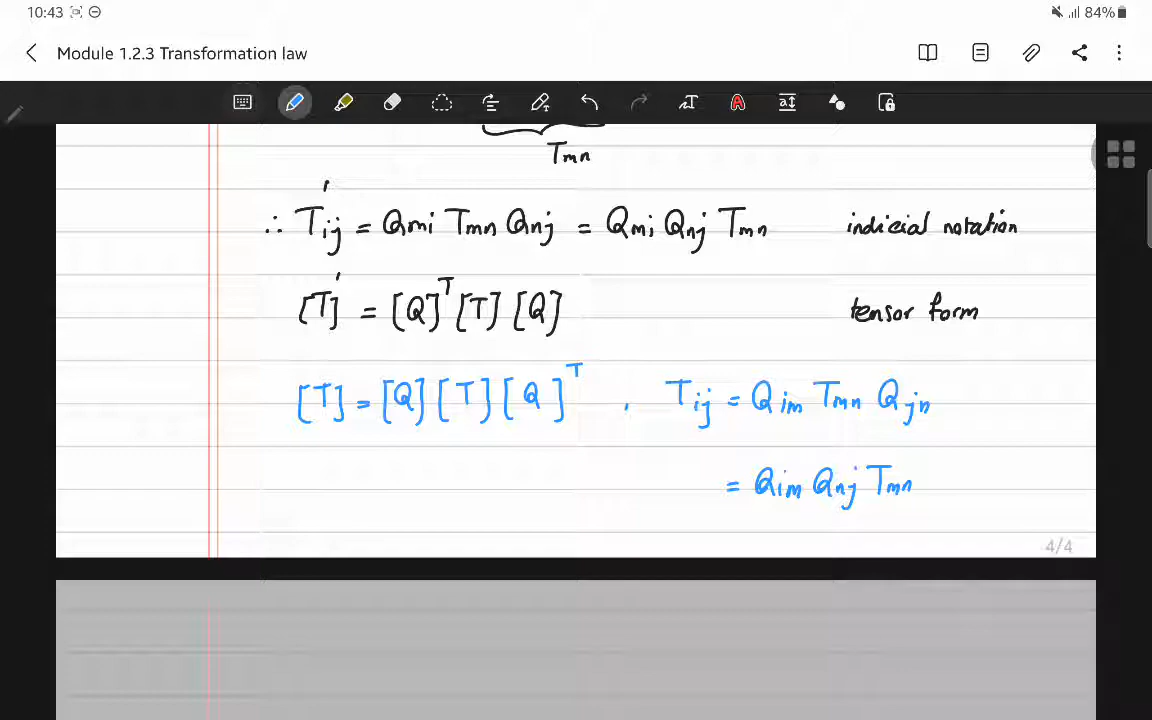 10:43 84%
Module 1.2.3 Transformation law
Tmn
∴ T'ij = Qmi Tmn Qnj = Qmi Qnj Tmn indicial notation
[T]' = [Q]ᵀ [T] [Q] tensor form
[T] = [Q] [T] [Q]ᵀ , Tij = Qim Tmn Qjn
= Qim Qnj Tmn
4/4